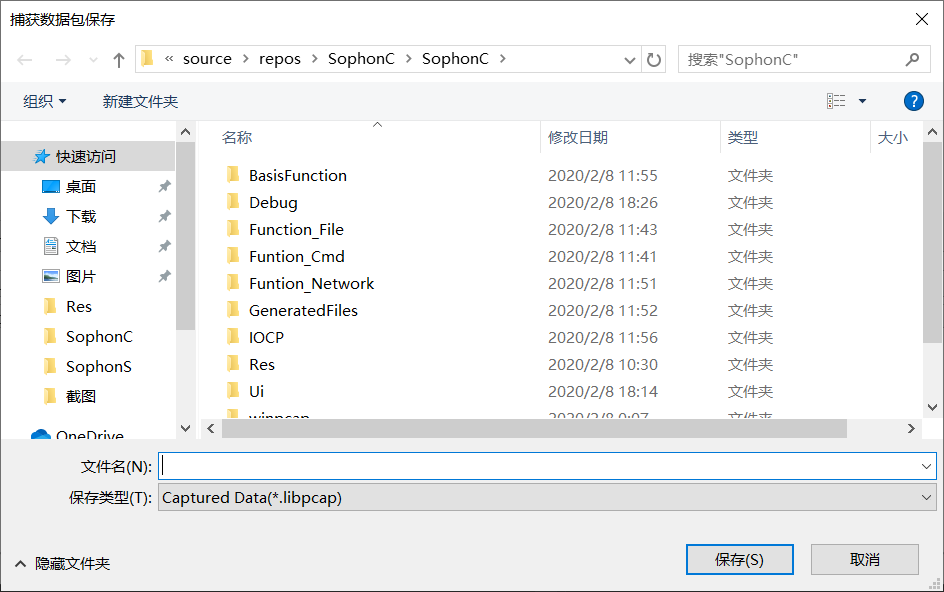 捕获数据包保存
« source › repos › SophonC › SophonC ›
搜索"SophonC"
组织 新建文件夹
?
快速访问
桌面
下载
文档
图片
Res
SophonC
SophonS
截图
OneDrive
名称 修改日期 类型 大小
BasisFunction 2020/2/8 11:55 文件夹
Debug 2020/2/8 18:26 文件夹
Function_File 2020/2/8 11:43 文件夹
Funtion_Cmd 2020/2/8 11:41 文件夹
Funtion_Network 2020/2/8 11:51 文件夹
GeneratedFiles 2020/2/8 11:52 文件夹
IOCP 2020/2/8 11:56 文件夹
Res 2020/2/8 10:30 文件夹
Ui 2020/2/8 18:14 文件夹
winpcap 2020/2/8 0:07 文件夹
文件名(N):
保存类型(T): Captured Data(*.libpcap)
隐藏文件夹
保存(S) 取消